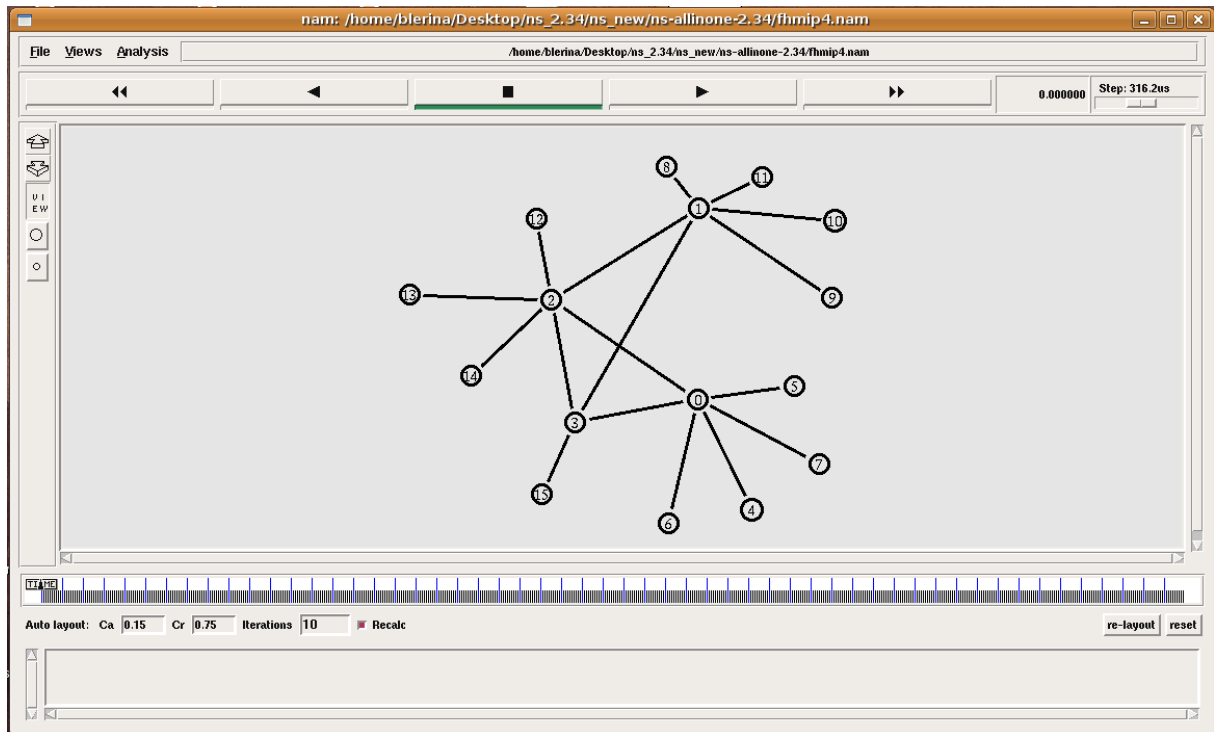 nam: /home/blerina/Desktop/ns_2.34/ns_new/ns-allinone-2.34/fhmip4.nam
File Views Analysis /home/blerina/Desktop/ns_2.34/ns_new/ns-allinone-2.34/fhmip4.nam
0.000000 Step: 316.2us
V I
E W
8
11
1
10
12
13
2
9
14
5
3
0
7
15
4
6
TIME
Auto layout: Ca 0.15 Cr 0.75 Iterations 10 Recalc re-layout reset